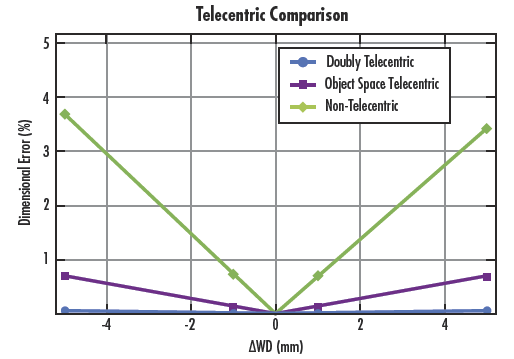 Telecentric Comparison
5
4
3
2
1
Dimensional Error (%)
Doubly Telecentric
Object Space Telecentric
Non-Telecentric
-4 -2 0 2 4
ΔWD (mm)